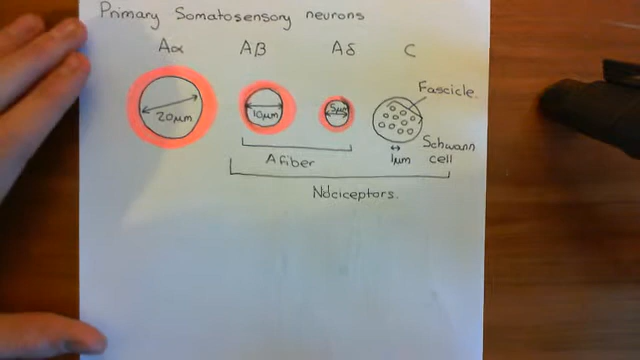 Primary Somatosensory neurons
Aα Aβ Aδ C
20μm
10μm
5μm
Fascicle.
Schwann
cell
1μm
A fiber
Nociceptors.